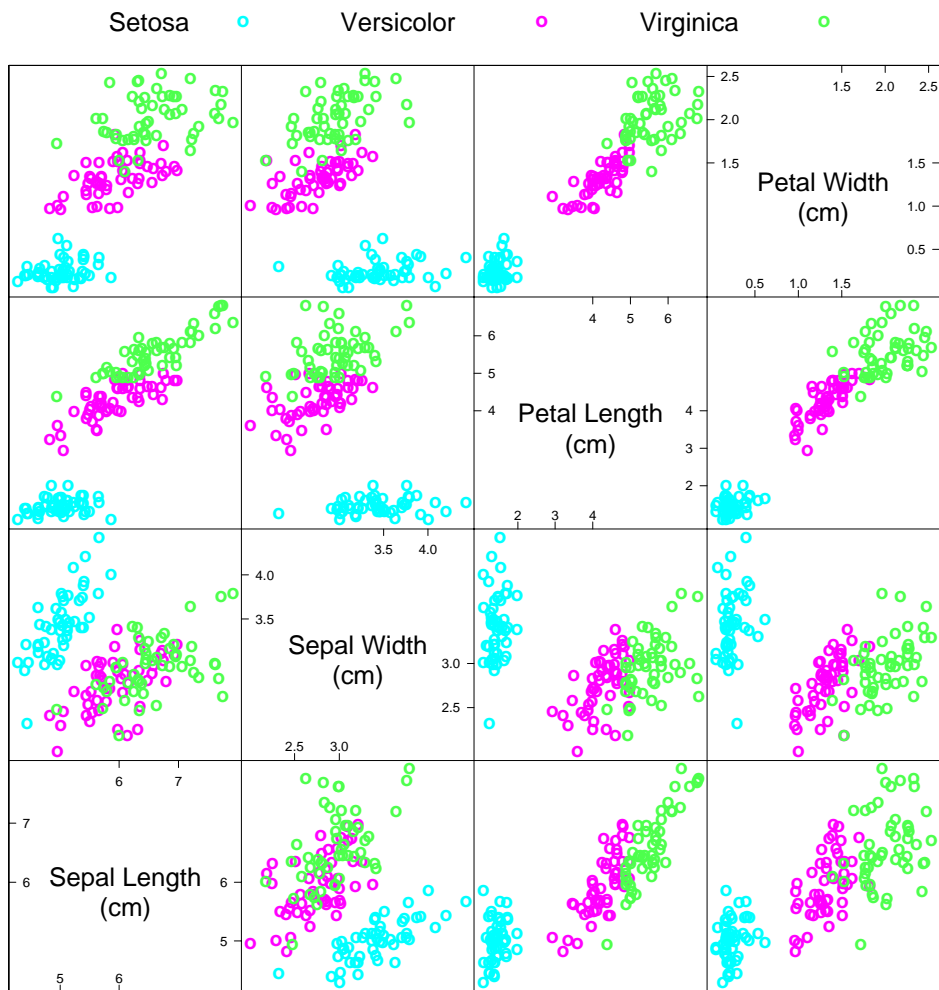 Setosa Versicolor Virginica
2.5 1.5 2.0 2.5
2.0
1.5 Petal Width 1.5
(cm)
1.0 1.0
0.5
0.5 1.0 1.5
4 5 6
6
5
4 Petal Length 4
(cm)
3
2
2 3 4
3.5 4.0
4.0
3.5
Sepal Width 3.0
(cm)
2.5
2.5 3.0
6 7
7
6 Sepal Length 6
(cm)
5
5 6